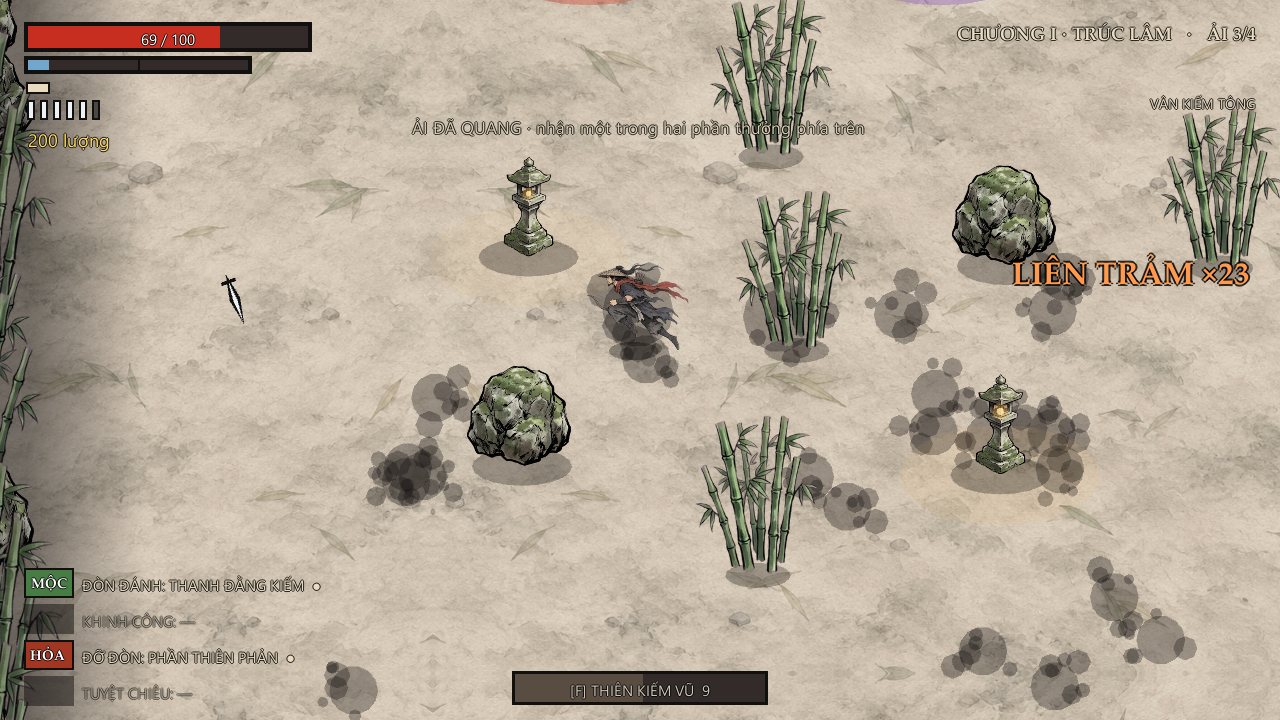 69 / 100
CHƯƠNG I · TRÚC LÂM · ẢI 3/4
VÂN KIẾM TÔNG
200 lượng
ẢI ĐÃ QUANG · nhận một trong hai phần thưởng phía trên
LIÊN TRẢM ×23
MỘC ĐÒN ĐÁNH: THANH ĐẰNG KIẾM
KHINH CÔNG: —
HỎA ĐỠ ĐÒN: PHẦN THIÊN PHẢN
TUYỆT CHIÊU: —
[F] THIÊN KIẾM VŨ 9